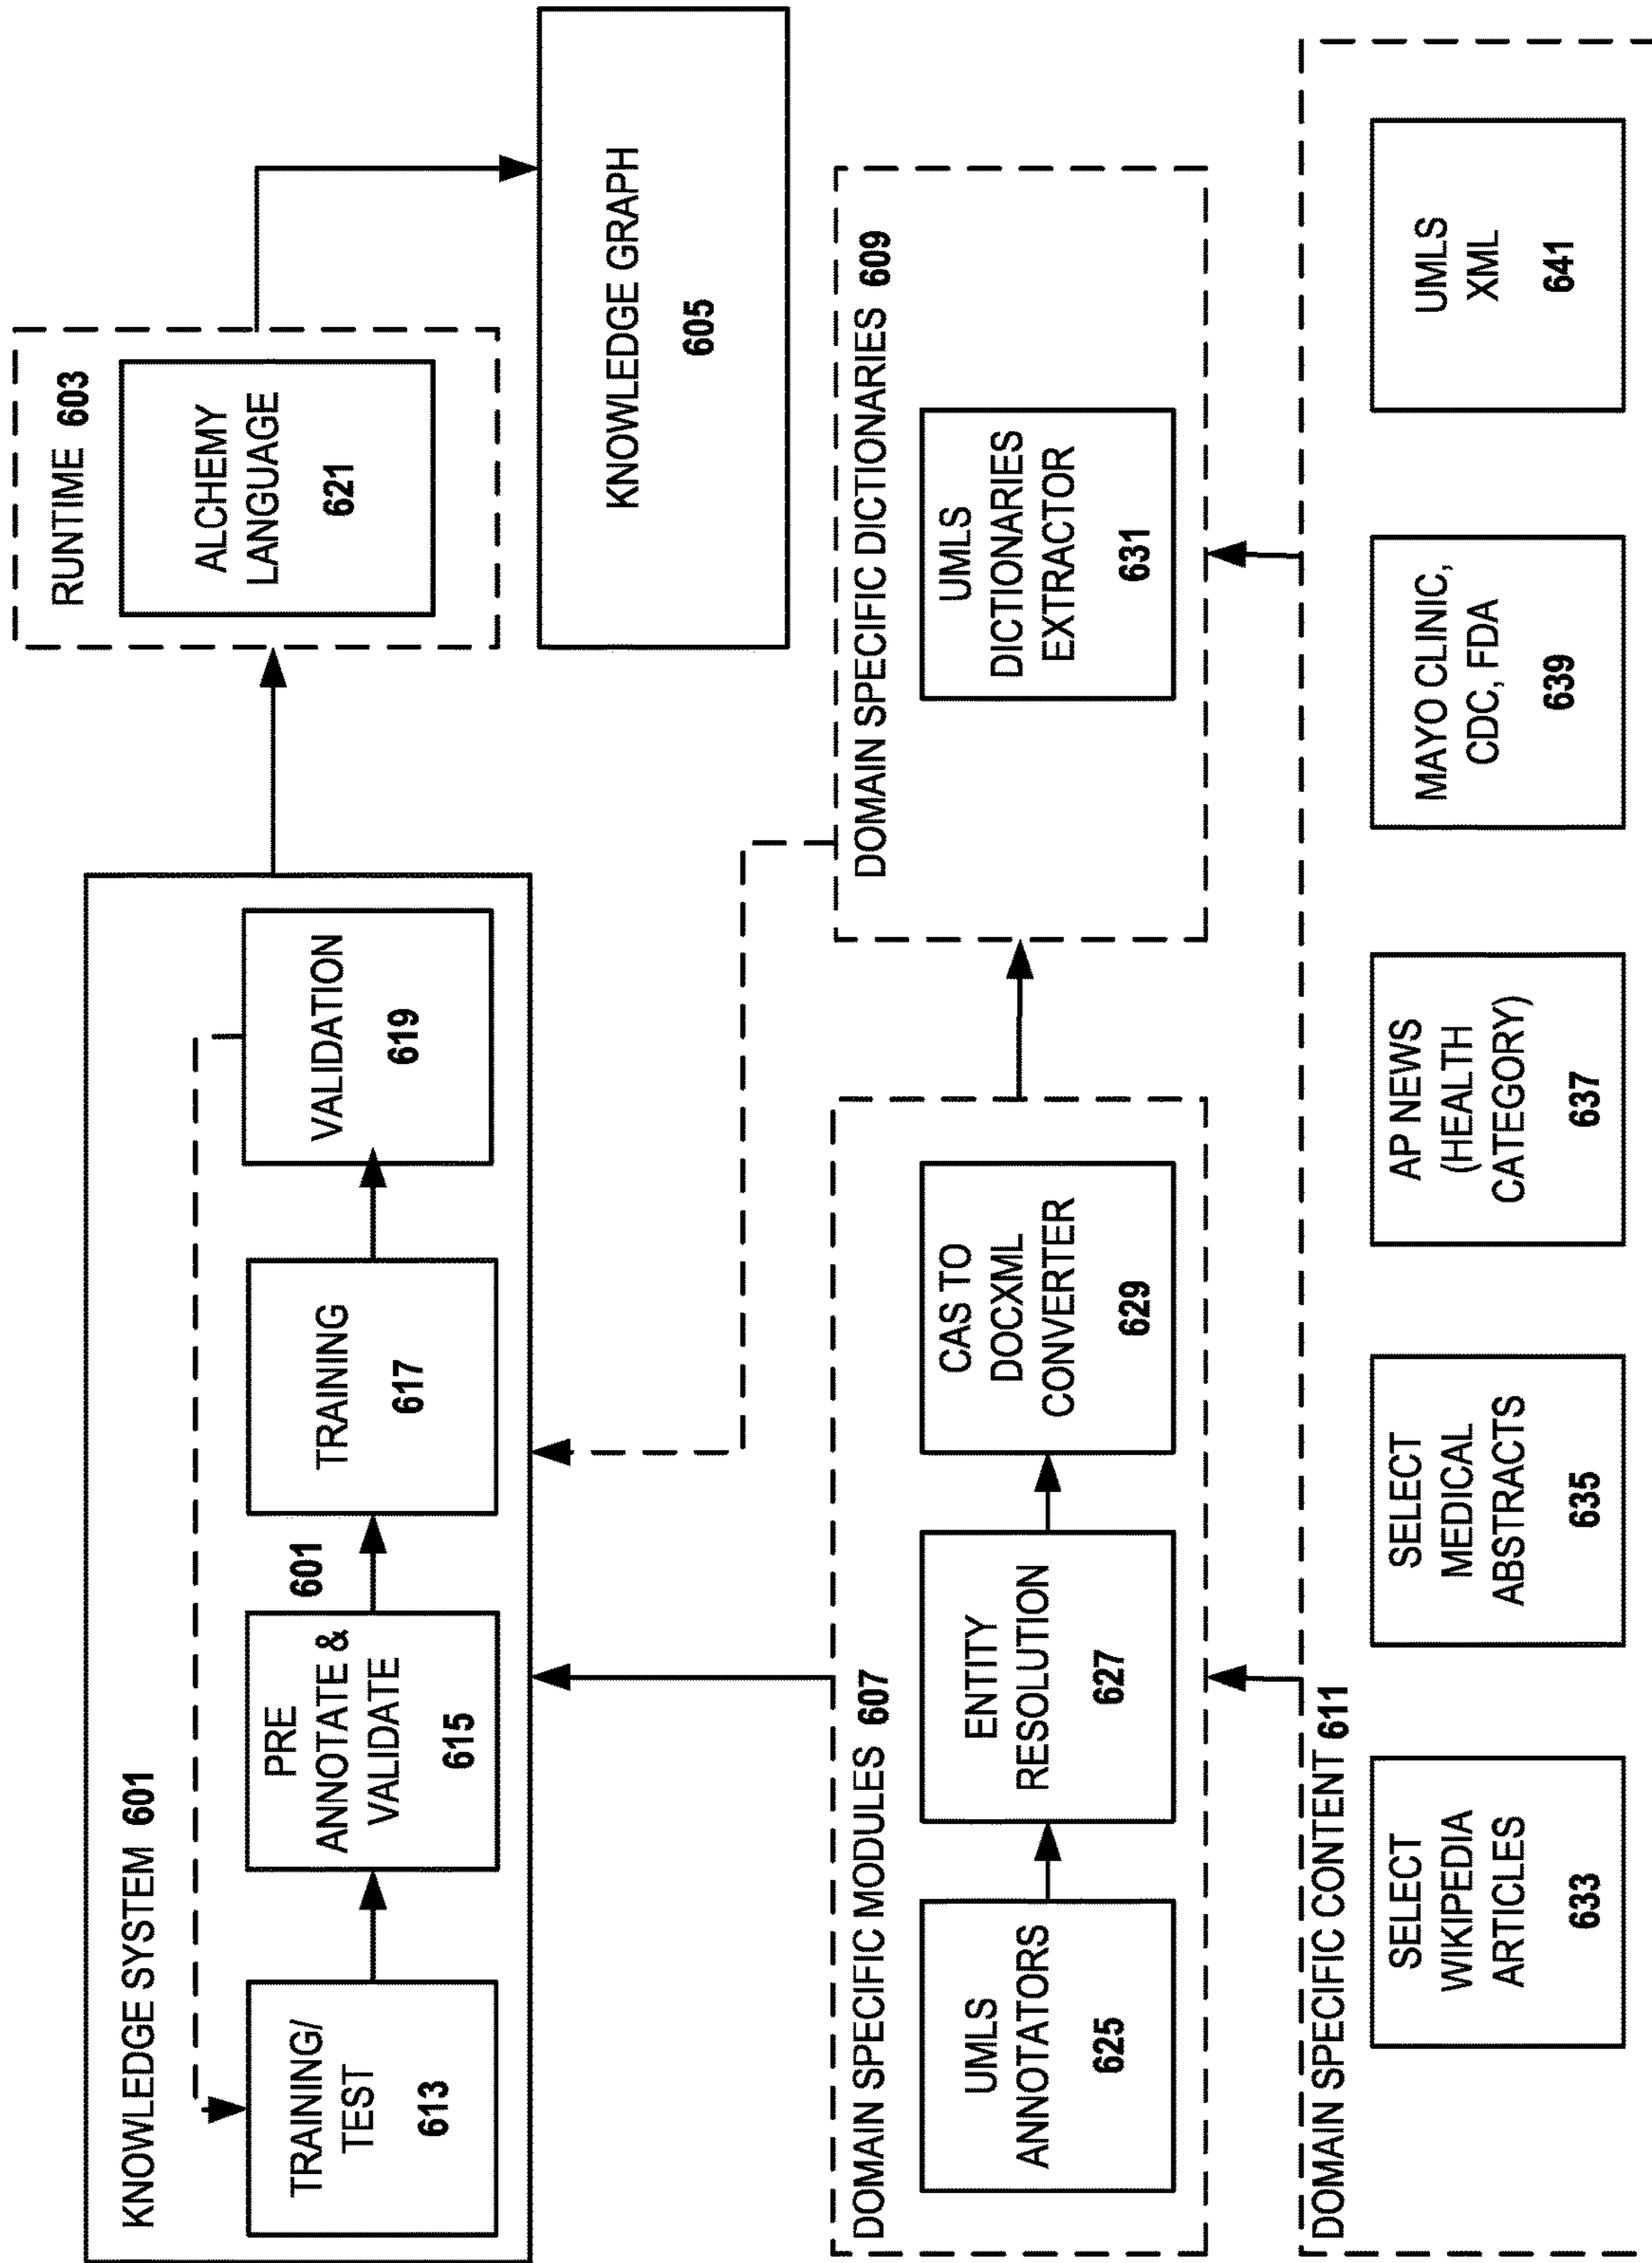 KNOWLEDGE SYSTEM 601
TRAINING/
TEST
613
PRE
ANNOTATE &
VALIDATE
615
601
TRAINING
617
VALIDATION
619
RUNTIME 603
ALCHEMY
LANGUAGE
621
KNOWLEDGE GRAPH
605
DOMAIN SPECIFIC MODULES 607
UMLS
ANNOTATORS
625
ENTITY
RESOLUTION
627
CAS TO
DOCXML
CONVERTER
629
DOMAIN SPECIFIC DICTIONARIES 609
UMLS
DICTIONARIES
EXTRACTOR
631
DOMAIN SPECIFIC CONTENT 611
SELECT
WIKIPEDIA
ARTICLES
633
SELECT
MEDICAL
ABSTRACTS
635
AP NEWS
(HEALTH
CATEGORY)
637
MAYO CLINIC,
CDC, FDA
639
UMLS
XML
641